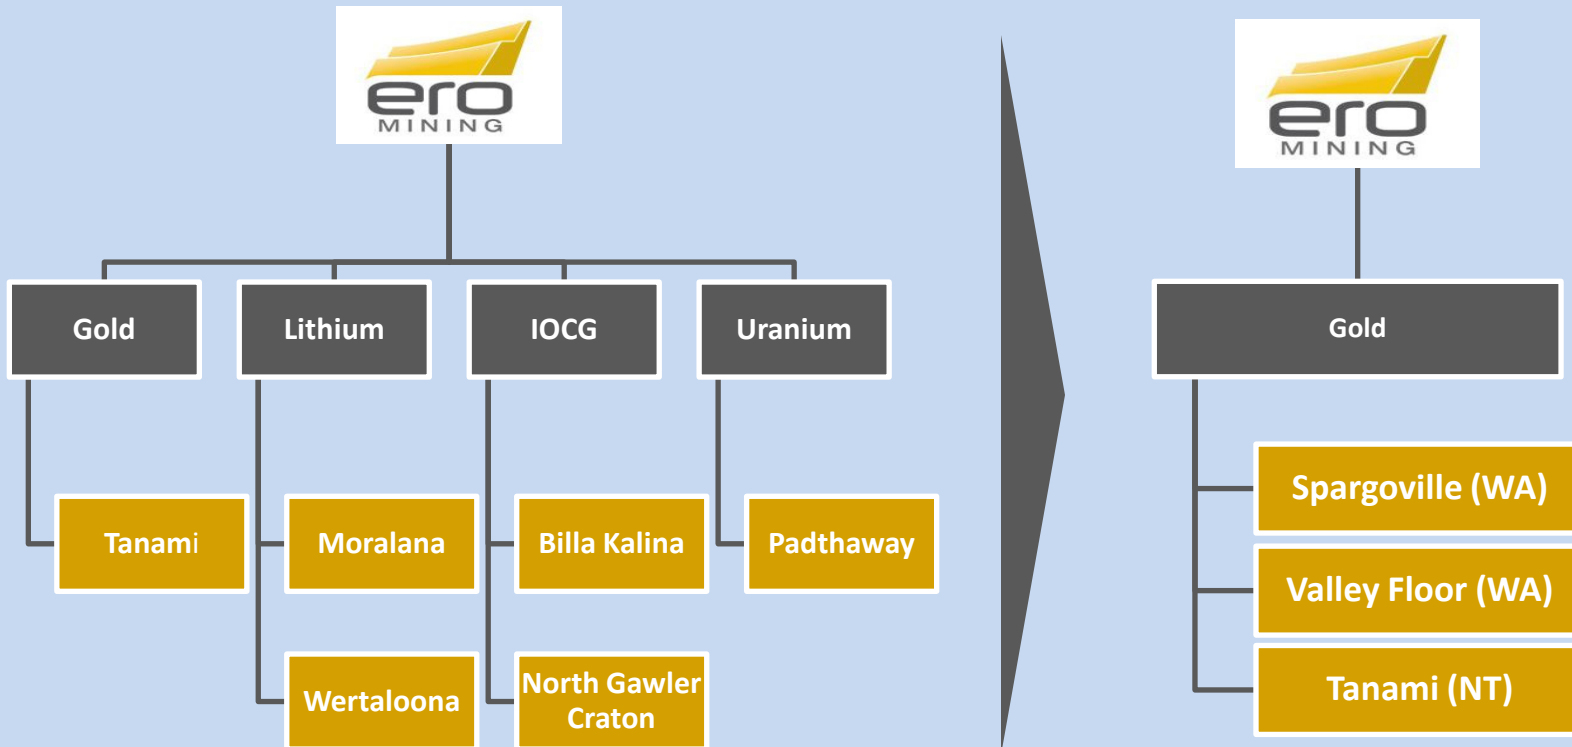 ero
MINING
Gold
Lithium
IOCG
Uranium
Tanami
Moralana
Billa Kalina
Padthaway
Wertaloona
North Gawler
Craton
ero
MINING
Gold
Spargoville (WA)
Valley Floor (WA)
Tanami (NT)